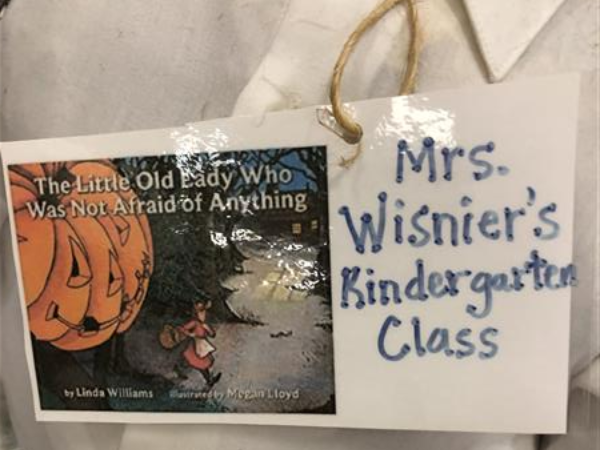 The Little Old Lady Who
Was Not Afraid of Anything
by Linda Williams
illustrated by Megan Lloyd
Mrs.
Wisnier's
Kindergarten
Class